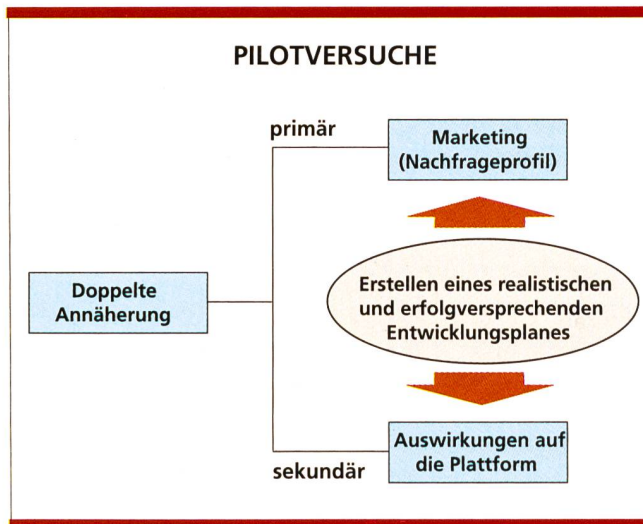 PILOTVERSUCHE
primär
Marketing
(Nachfrageprofil)
Doppelte
Annäherung
Erstellen eines realistischen
und erfolgversprechenden
Entwicklungsplanes
sekundär
Auswirkungen auf
die Plattform